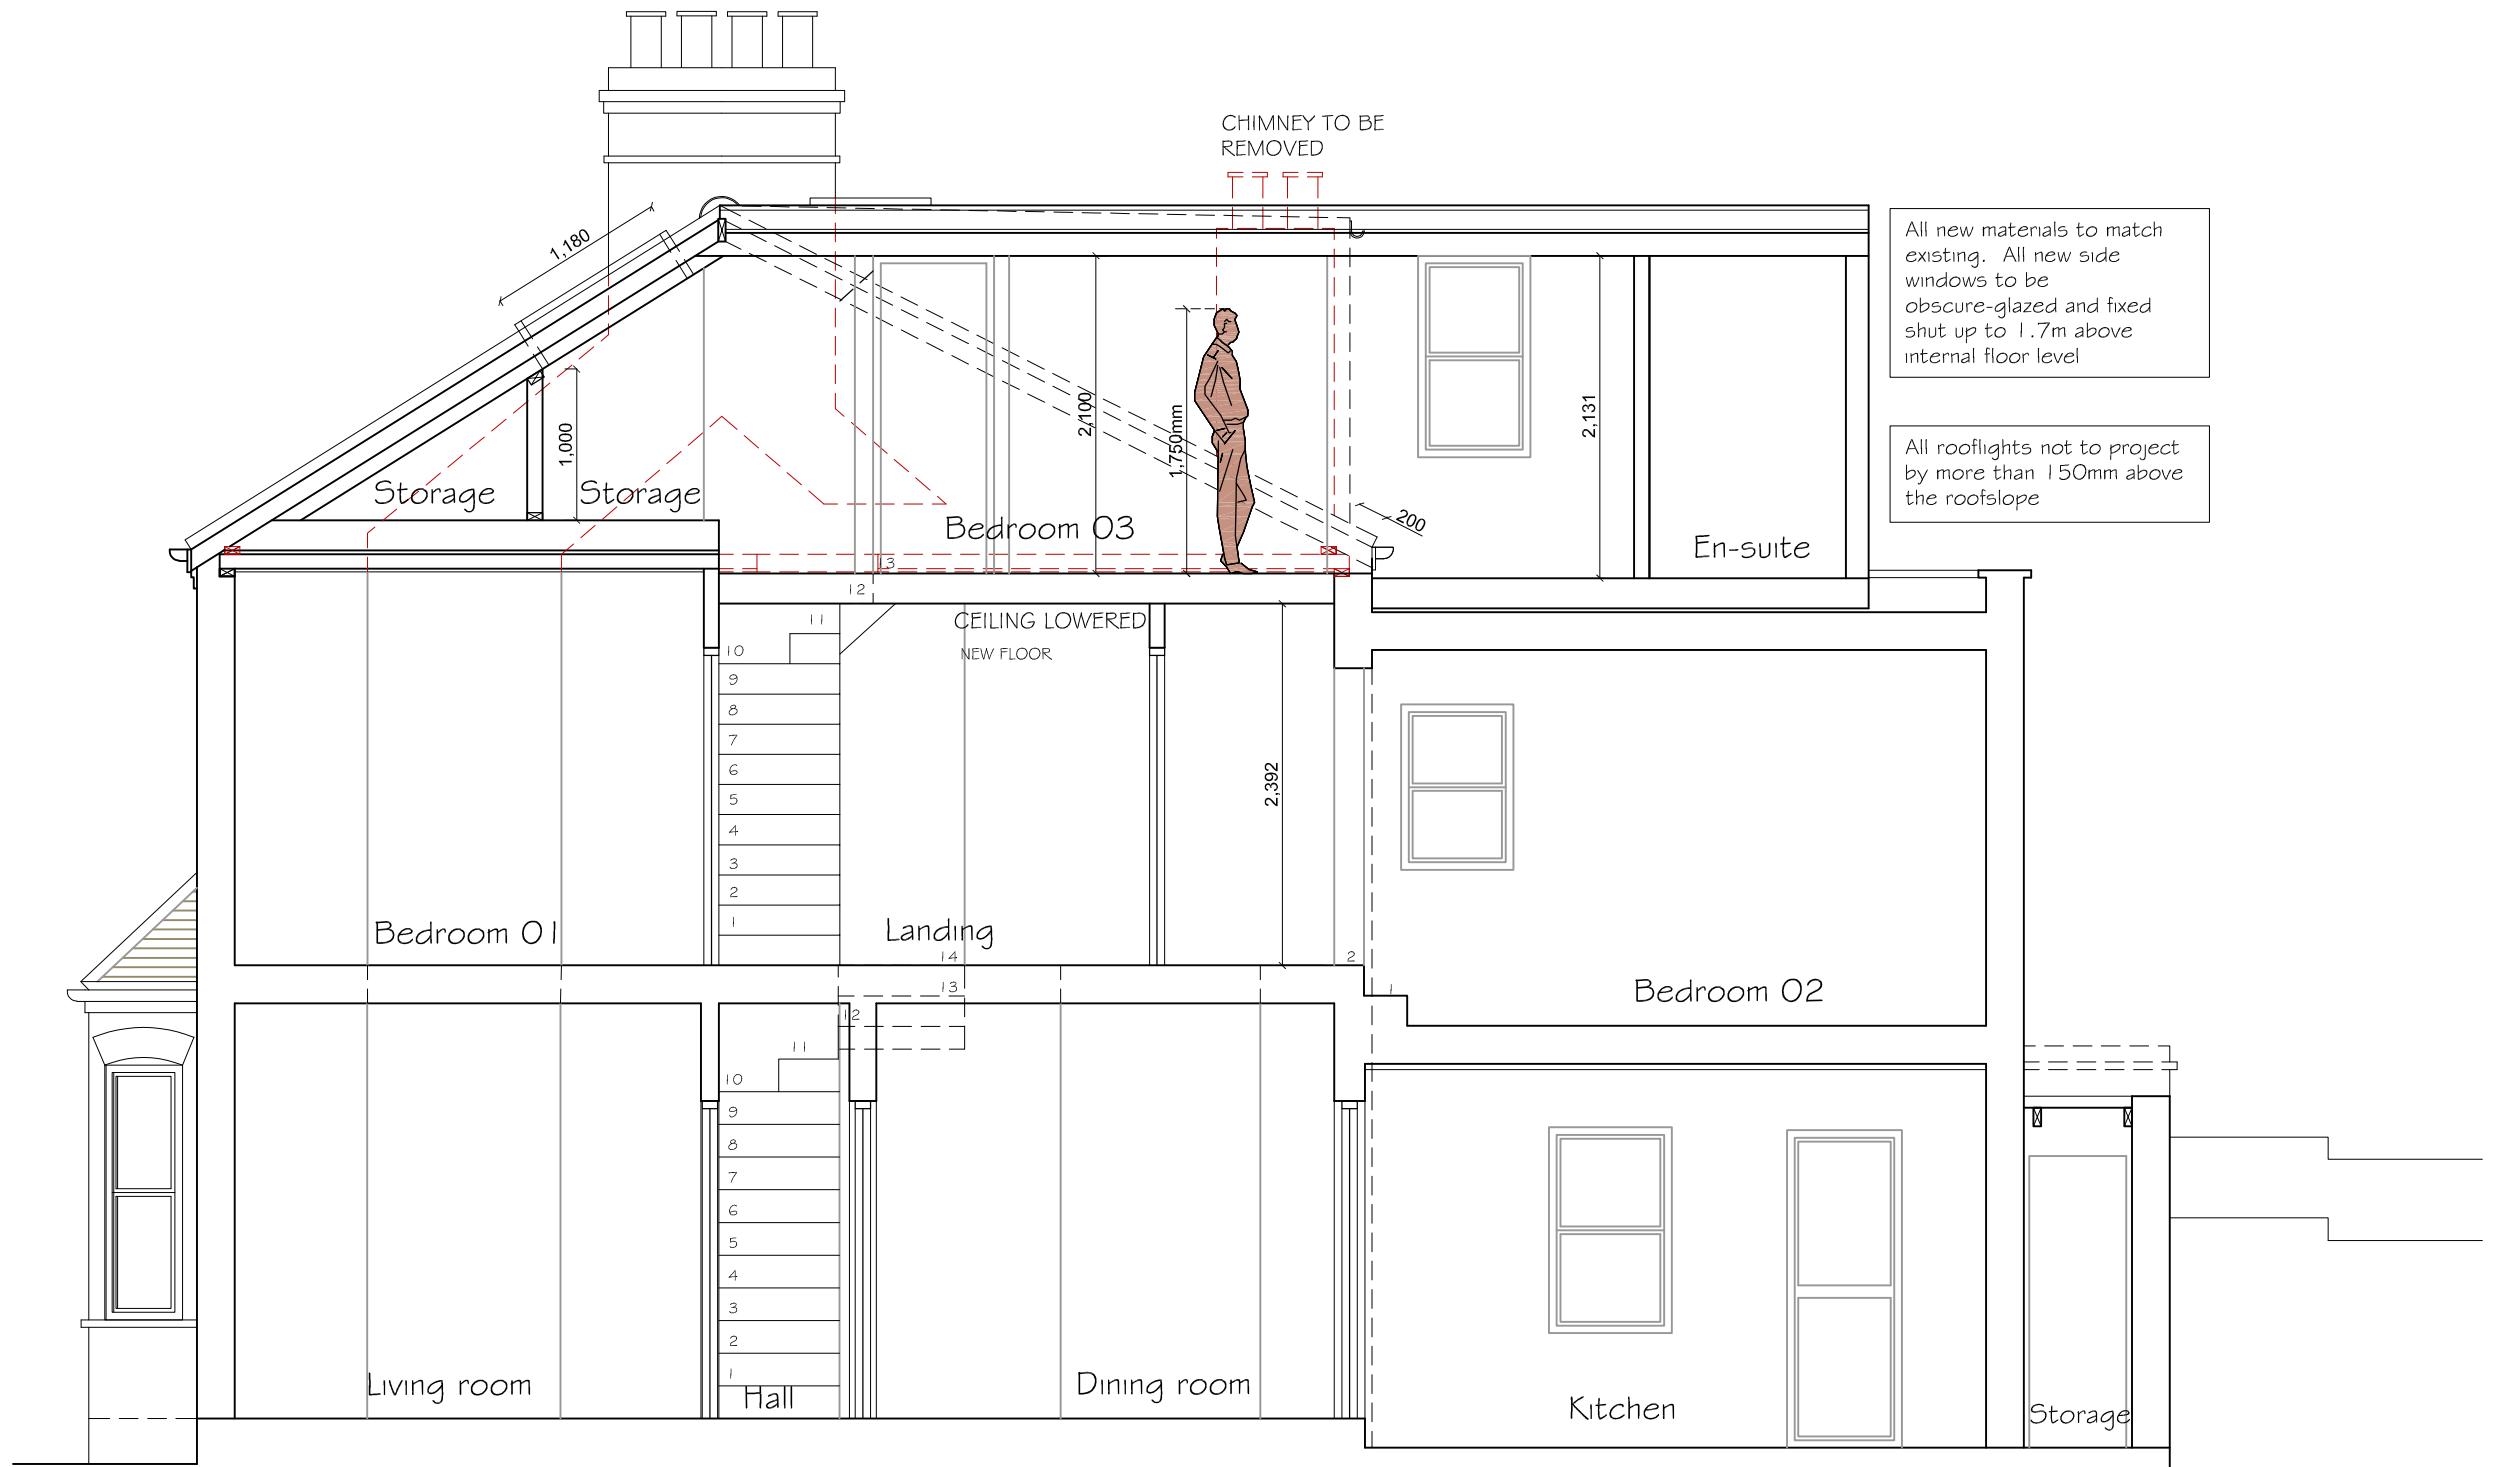 CHIMNEY TO BE
REMOVED
1,180
All new materials to match
existing. All new side
windows to be
obscure-glazed and fixed
shut up to 1.7m above
internal floor level
All rooflights not to project
by more than 150mm above
the roofslope
1,000
2,100
1,750mm
2,131
200
Storage
Storage
Bedroom 03
En-suite
13
12
11
10
9
8
7
6
5
4
3
2
1
CEILING LOWERED
NEW FLOOR
2,392
Bedroom 01
Landing
14
2
1
Bedroom 02
13
12
11
10
9
8
7
6
5
4
3
2
1
Living room
Hall
Dining room
Kitchen
Storage